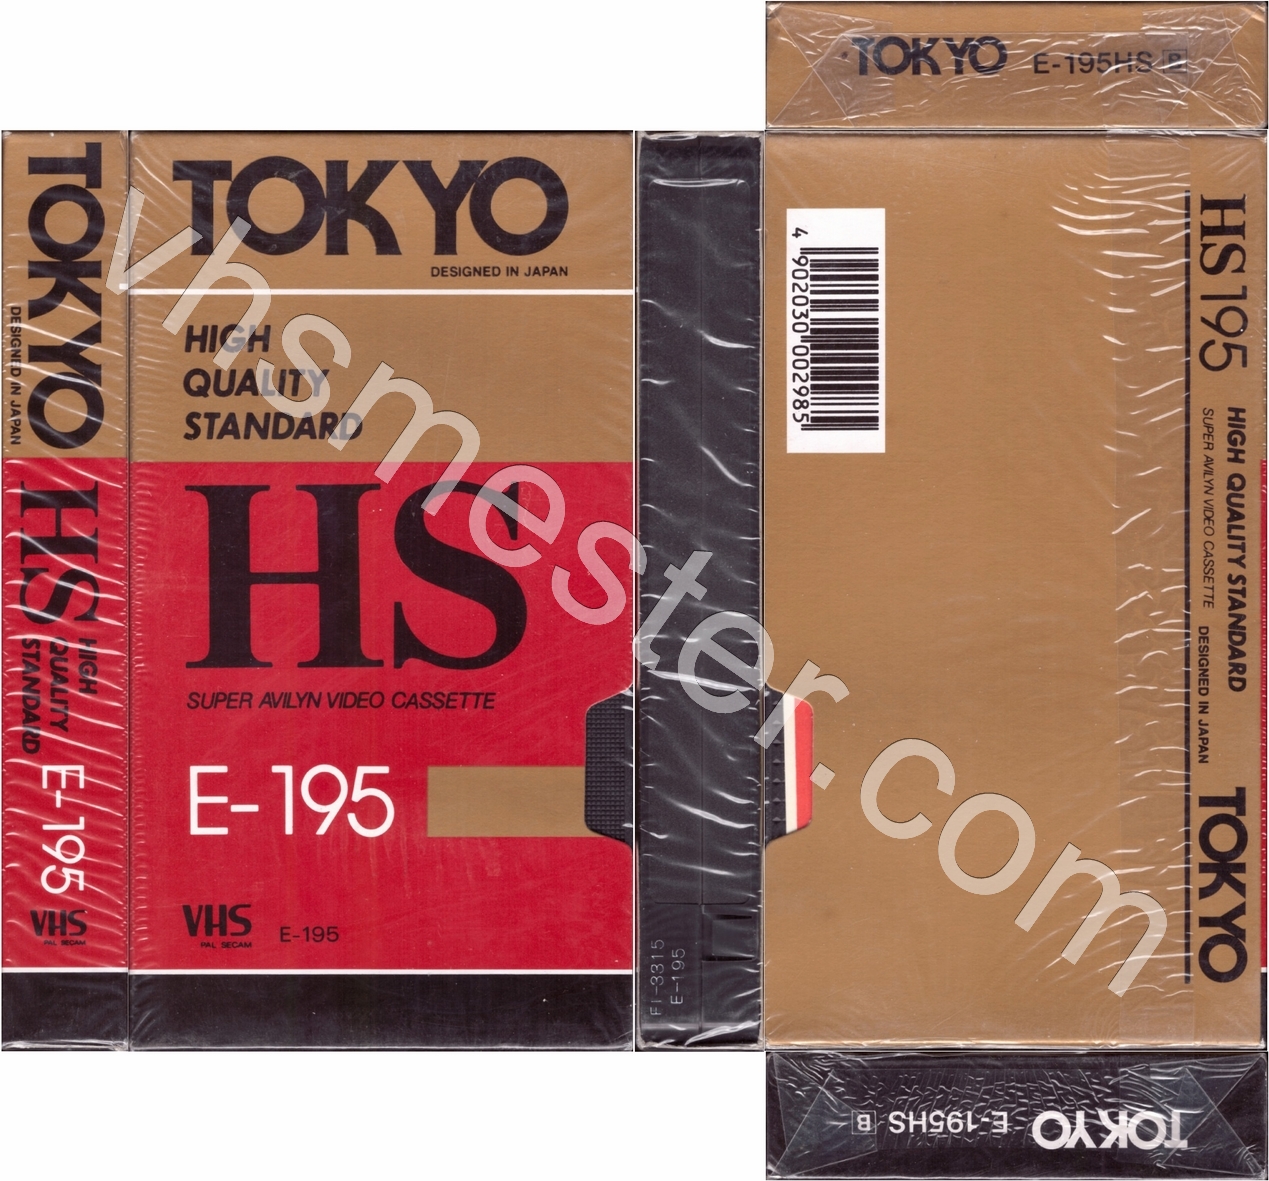 TOKYO E-195HS B
TOKYO
DESIGNED IN JAPAN
HS
HIGH
QUALITY
STANDARD
E-195
VHS
PAL SECAM
TOKYO
DESIGNED IN JAPAN
HIGH
QUALITY
STANDARD
HS
SUPER AVILYN VIDEO CASSETTE
E-195
VHS
PAL SECAM
E-195
FI-3315
E-195
4 902030 002985
HS 195
HIGH QUALITY STANDARD
SUPER AVILYN VIDEO CASSETTE
DESIGNED IN JAPAN
TOKYO
TOKYO E-195HS B
vhsmester.com